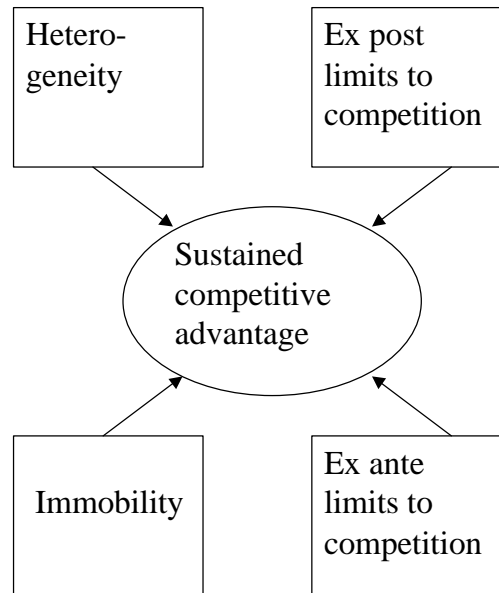 Hetero-
geneity
Ex post
limits to
competition
Sustained
competitive
advantage
Immobility
Ex ante
limits to
competition